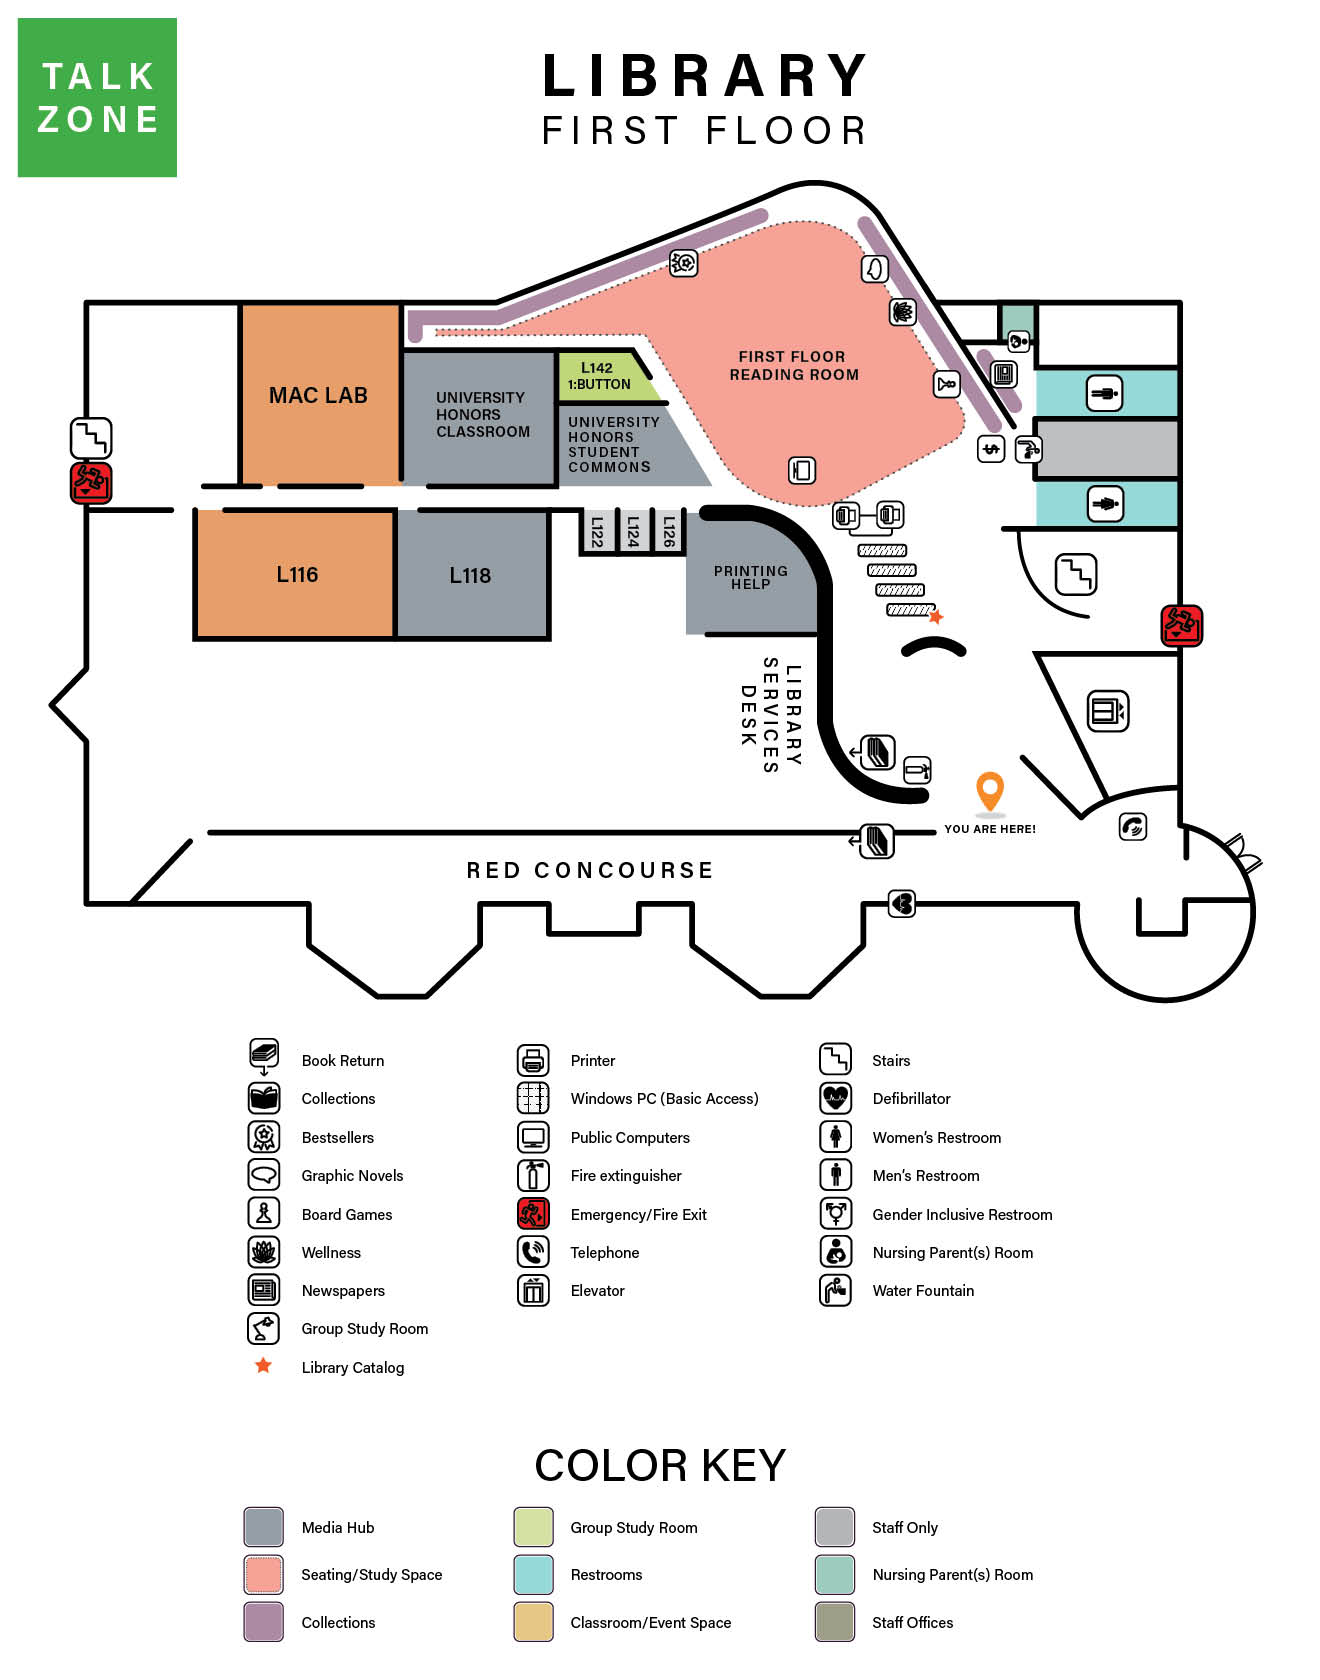 TALK
ZONE
LIBRARY
FIRST FLOOR
MAC LAB
UNIVERSITY
HONORS
CLASSROOM
L142
1:BUTTON
UNIVERSITY
HONORS
STUDENT
COMMONS
FIRST FLOOR
READING ROOM
$
L116
L118
L122
L124
L126
PRINTING
HELP
LIBRARY
SERVICES
DESK
YOU ARE HERE!
RED CONCOURSE
Book Return
Collections
Bestsellers
Graphic Novels
Board Games
Wellness
Newspapers
Group Study Room
Library Catalog
Printer
Windows PC (Basic Access)
Public Computers
Fire extinguisher
Emergency/Fire Exit
Telephone
Elevator
Stairs
Defibrillator
Women's Restroom
Men's Restroom
Gender Inclusive Restroom
Nursing Parent(s) Room
Water Fountain
COLOR KEY
Media Hub
Seating/Study Space
Collections
Group Study Room
Restrooms
Classroom/Event Space
Staff Only
Nursing Parent(s) Room
Staff Offices